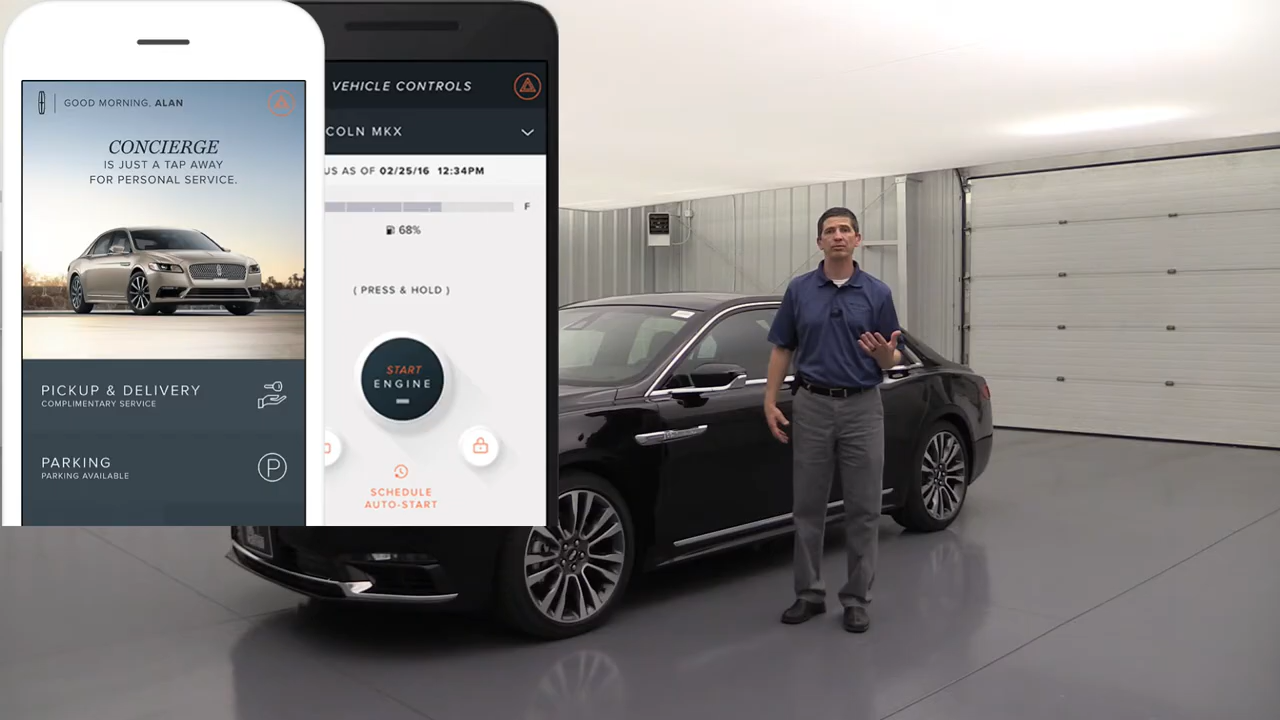 GOOD MORNING, ALAN
CONCIERGE
IS JUST A TAP AWAY
FOR PERSONAL SERVICE.
PICKUP & DELIVERY
COMPLIMENTARY SERVICE
PARKING
PARKING AVAILABLE
P
VEHICLE CONTROLS
COLN MKX
US AS OF 02/25/16 12:34PM
F
68%
( PRESS & HOLD )
START
ENGINE
SCHEDULE
AUTO-START